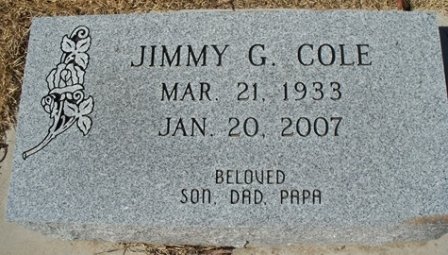 JIMMY G. COLE
MAR. 21, 1933
JAN. 20, 2007
BELOVED
SON, DAD, PAPA